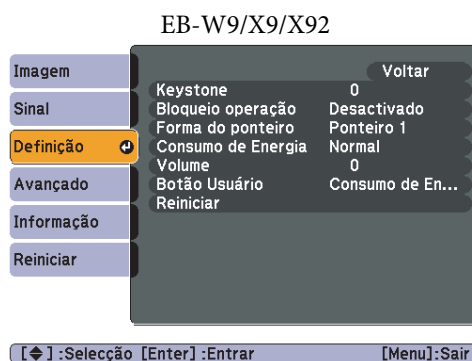 EB-W9/X9/X92
Imagem
Sinal
Definição
Avançado
Informação
Reiniciar
Voltar
Keystone 0
Bloqueio operação Desactivado
Forma do ponteiro Ponteiro 1
Consumo de Energia Normal
Volume 0
Botão Usuário Consumo de En...
Reiniciar
[◆] :Selecção [Enter] :Entrar [Menu]:Sair